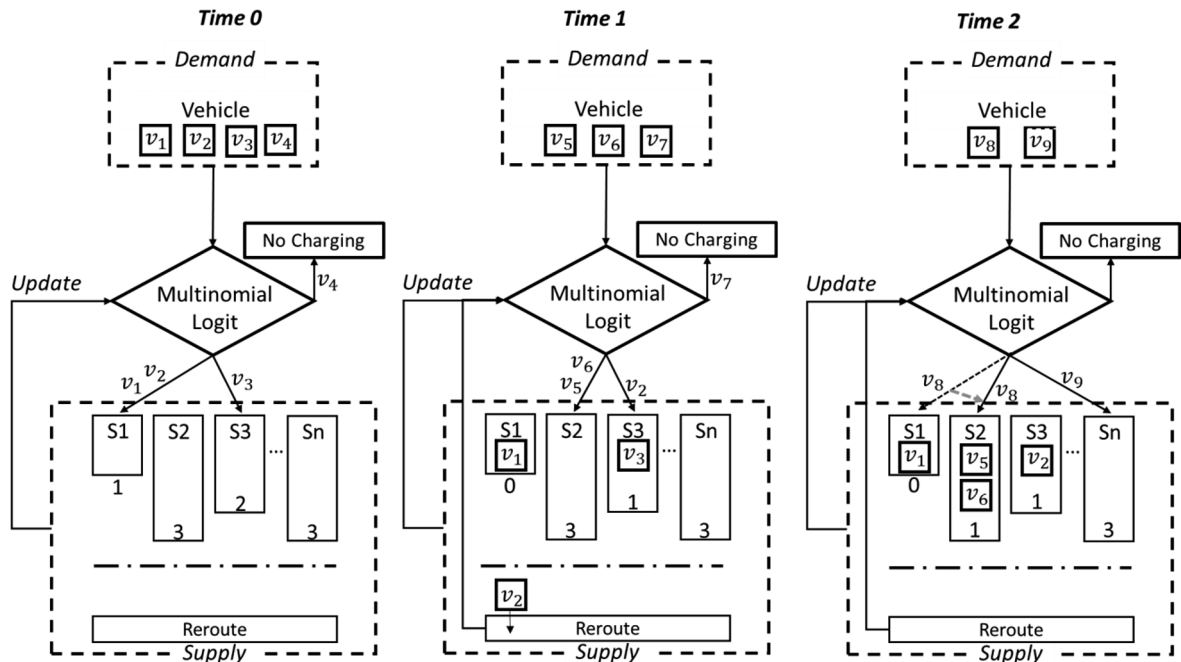 Time 0
Demand
Vehicle
v₁ v₂ v₃ v₄
No Charging
v₄
Update
Multinomial
Logit
v₁ v₂
v₃
S1 S2 S3 ... Sn
1
2
3 3
Reroute
Supply
Time 1
Demand
Vehicle
v₅ v₆ v₇
No Charging
v₇
Update
Multinomial
Logit
v₆
v₅ v₂
S1 S2 S3 ... Sn
v₁ v₃
0
1
3 3
v₂
Reroute
Supply
Time 2
Demand
Vehicle
v₈ v₉
No Charging
Update
Multinomial
Logit
v₈ v₈ v₉
S1 S2 S3 ... Sn
v₁ v₅ v₂
0
v₆
1
1 3
Reroute
Supply